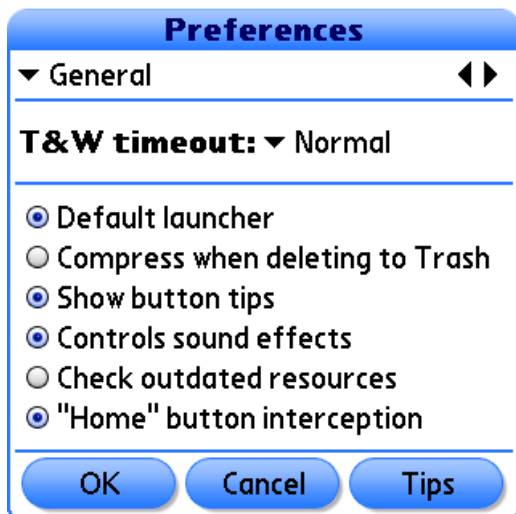 Preferences
General
T&W timeout: Normal
Default launcher
Compress when deleting to Trash
Show button tips
Controls sound effects
Check outdated resources
"Home" button interception
OK Cancel Tips